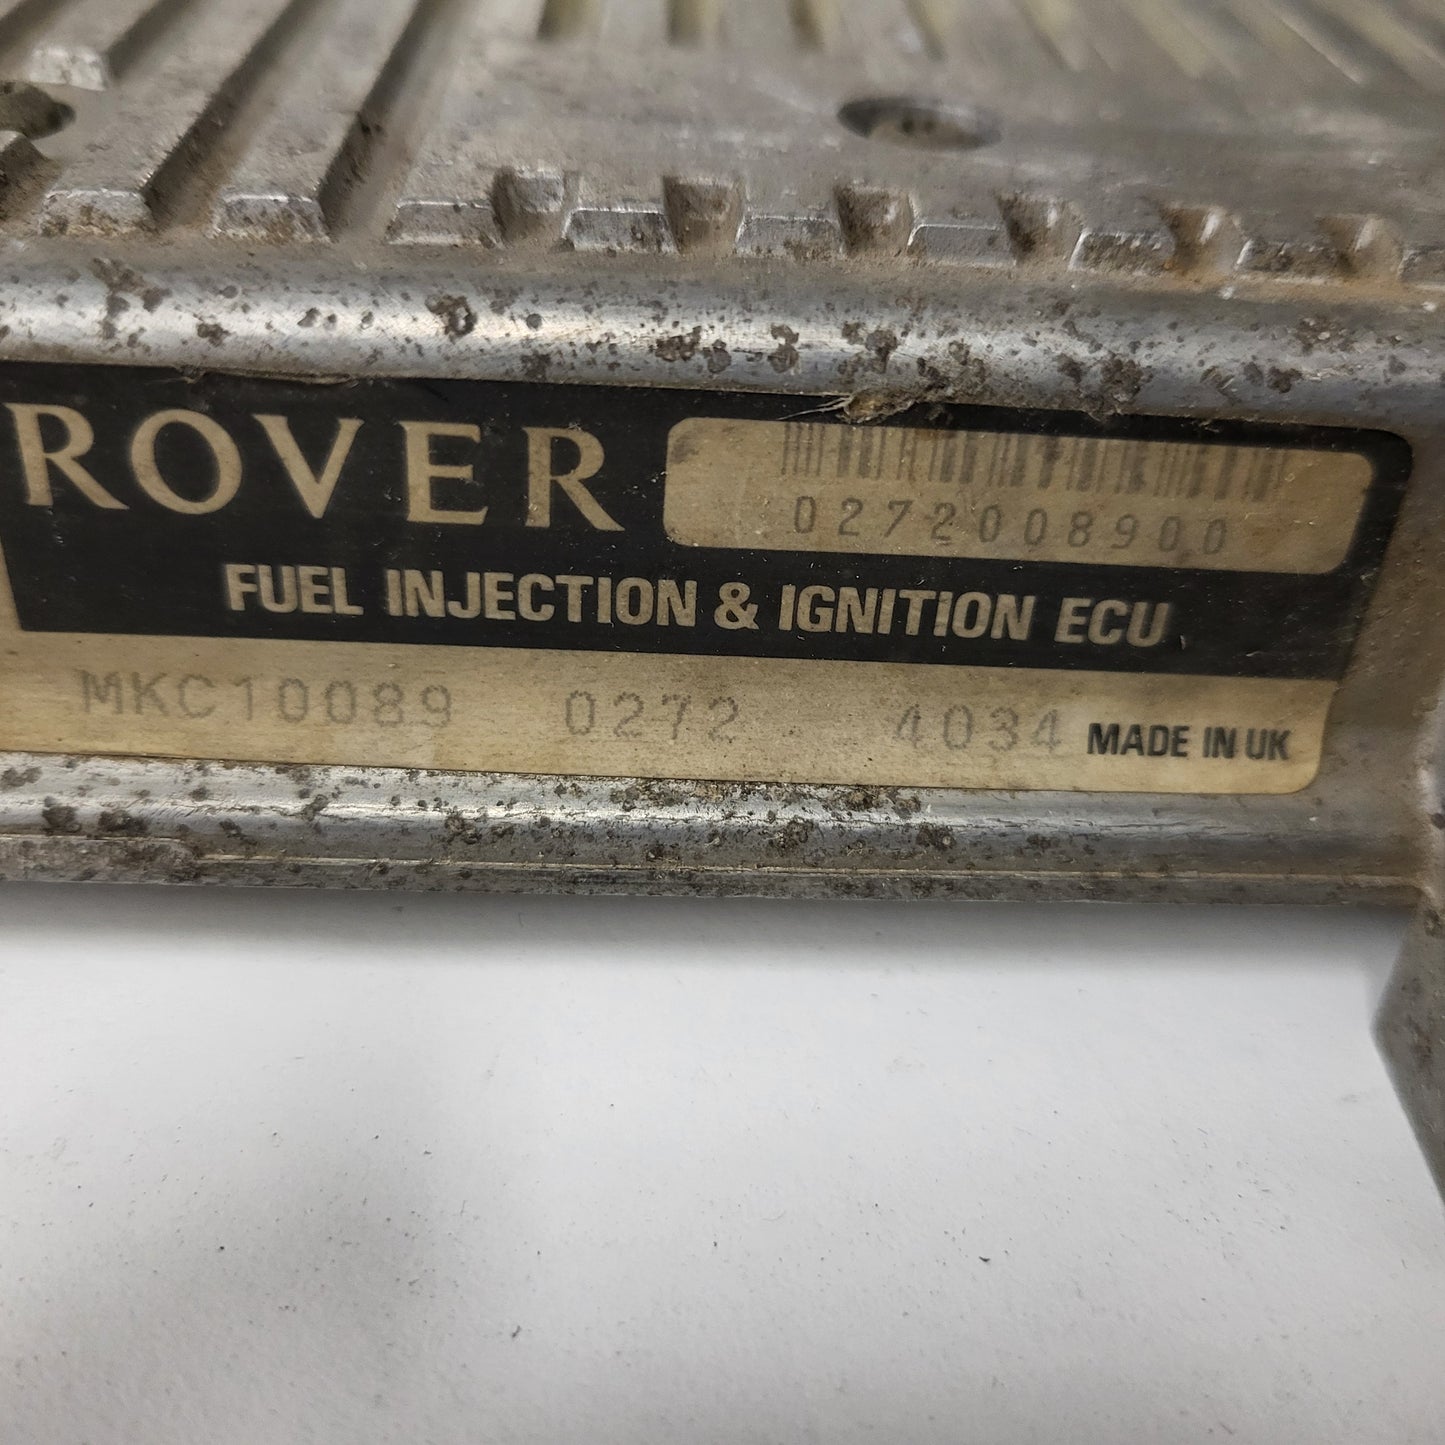 ROVER
0272008900
FUEL INJECTION & IGNITION ECU
MKC10089 0272 4034 MADE IN UK